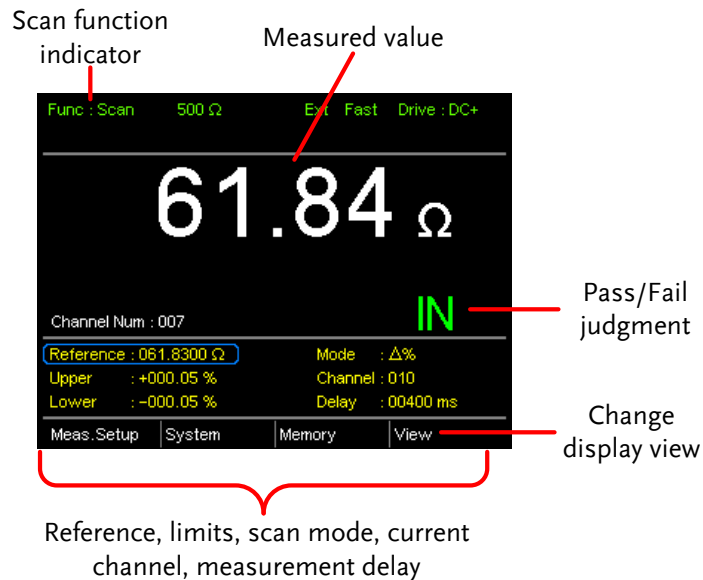 Scan function
indicator
Measured value
Func : Scan 500 Ω Ext Fast Drive : DC+
61.84 Ω
Channel Num : 007 IN
Pass/Fail
judgment
Reference : 061.8300 Ω Mode : Δ%
Upper : +000.05 % Channel : 010
Lower : -000.05 % Delay : 00400 ms
Meas.Setup System Memory View
Change
display view
Reference, limits, scan mode, current
channel, measurement delay